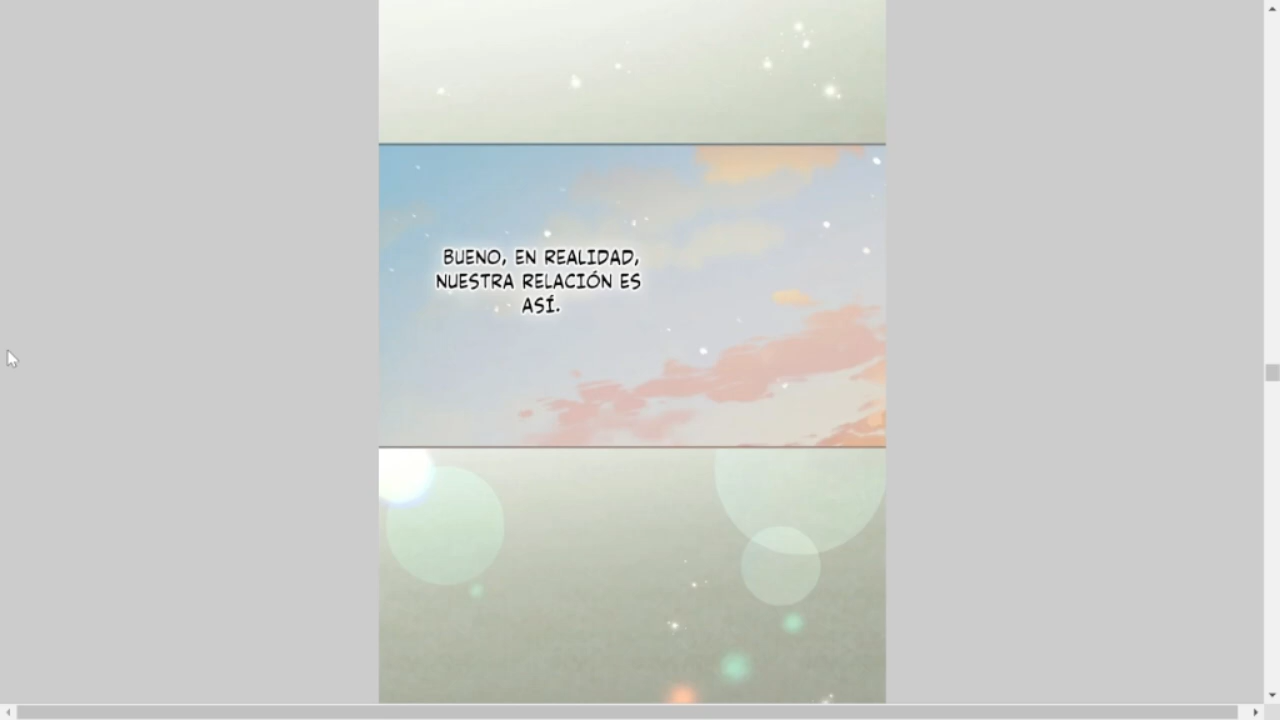 BUENO, EN REALIDAD,
NUESTRA RELACIÓN ES
ASÍ.